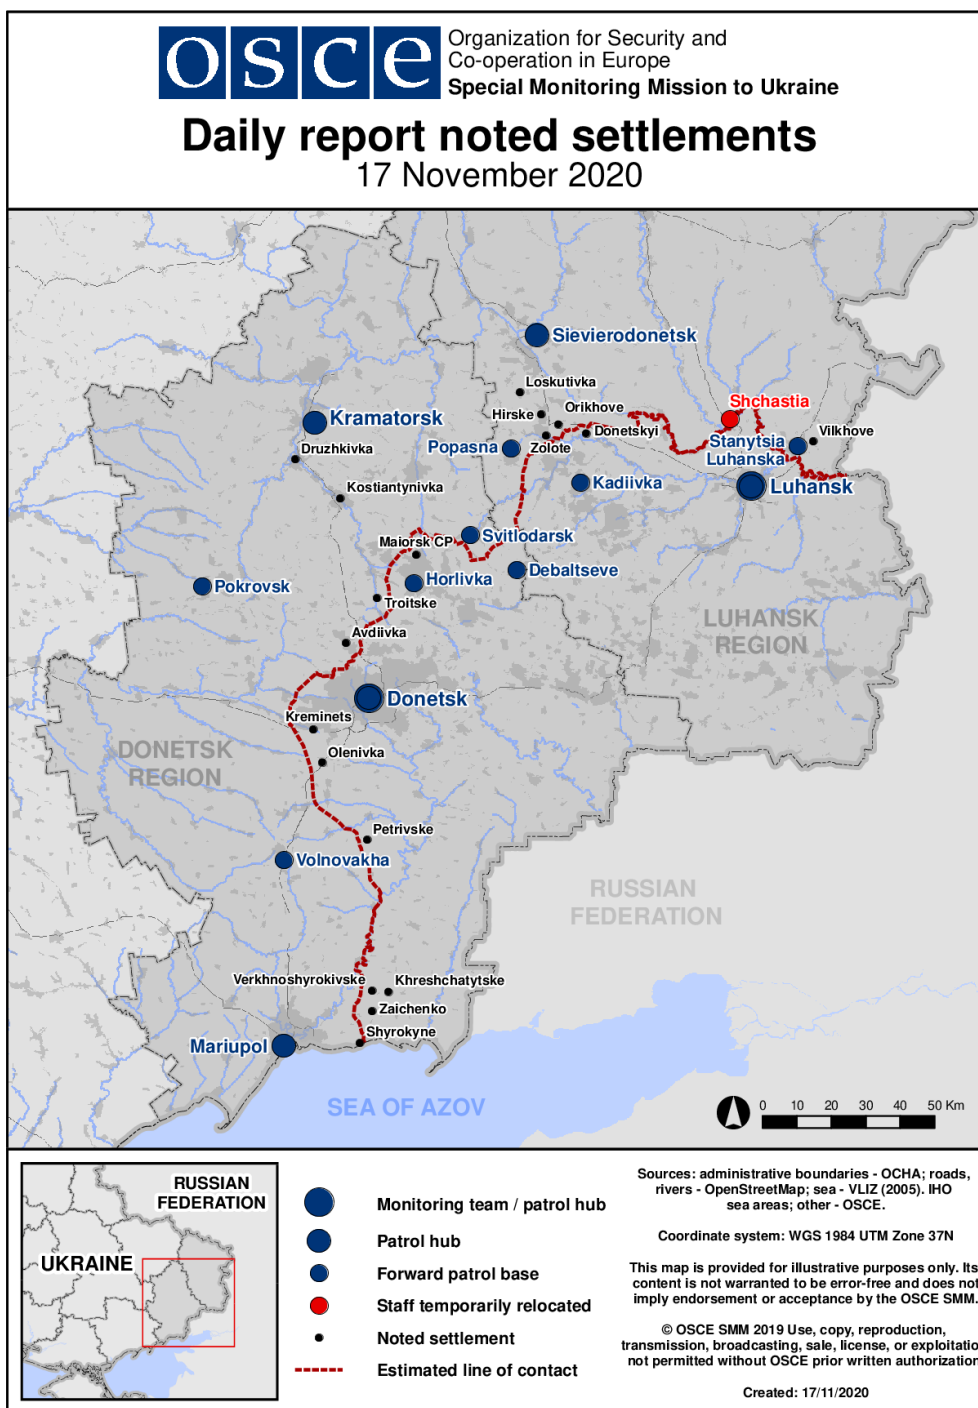 osce
Organization for Security and
Co-operation in Europe
Special Monitoring Mission to Ukraine
Daily report noted settlements
17 November 2020
Sievierodonetsk
Loskutivka
Shchastia
Kramatorsk
Hirske
Orikhove
Donetskyi
Zolote
Popasna
Stanytsia
Luhanska
Vilkhove
Druzhkivka
Kadiivka
Luhansk
Kostiantynivka
Maiorsk CP
Svitlodarsk
Debaltseve
Horlivka
Pokrovsk
Troitske
LUHANSK
REGION
Avdiivka
Donetsk
Kreminets
DONETSK
REGION
Olenivka
Petrivske
Volnovakha
RUSSIAN
FEDERATION
Verkhnoshyrokivske
Khreshchatytske
Zaichenko
Shyrokyne
Mariupol
SEA OF AZOV
0 10 20 30 40 50 Km
RUSSIAN
FEDERATION
UKRAINE
Monitoring team / patrol hub
Patrol hub
Forward patrol base
Staff temporarily relocated
Noted settlement
Estimated line of contact
Sources: administrative boundaries - OCHA; roads,
rivers - OpenStreetMap; sea - VLIZ (2005). IHO
sea areas; other - OSCE.
Coordinate system: WGS 1984 UTM Zone 37N
This map is provided for illustrative purposes only. Its
content is not warranted to be error-free and does not
imply endorsement or acceptance by the OSCE SMM.
© OSCE SMM 2019 Use, copy, reproduction,
transmission, broadcasting, sale, license, or exploitatio
not permitted without OSCE prior written authorization
Created: 17/11/2020